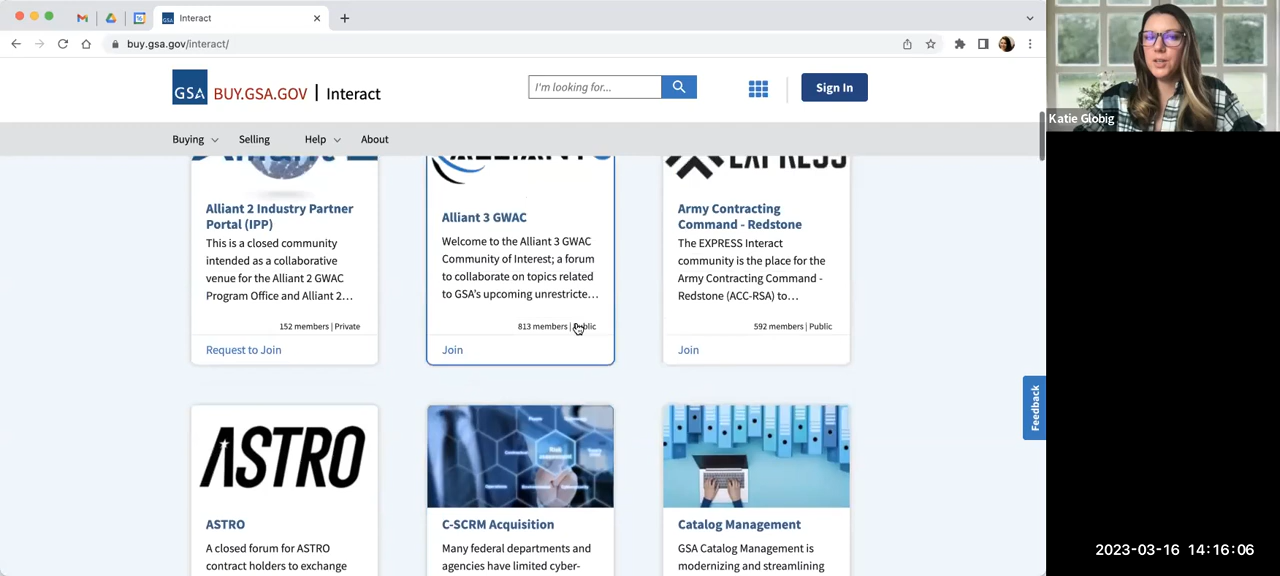 Interact
buy.gsa.gov/interact/
GSA BUY.GSA.GOV | Interact
I'm looking for...
Sign In
Katie Globig
Buying Selling Help About
EXPRESS
Alliant 2 Industry Partner
Portal (IPP)
This is a closed community
intended as a collaborative
venue for the Alliant 2 GWAC
Program Office and Alliant 2...
152 members | Private
Request to Join
Alliant 3 GWAC
Welcome to the Alliant 3 GWAC
Community of Interest; a forum
to collaborate on topics related
to GSA's upcoming unrestricte...
813 members | Public
Join
Army Contracting
Command - Redstone
The EXPRESS Interact
community is the place for the
Army Contracting Command -
Redstone (ACC-RSA) to...
592 members | Public
Join
Feedback
ASTRO
ASTRO
A closed forum for ASTRO
contract holders to exchange
C-SCRM Acquisition
Many federal departments and
agencies have limited cyber-
Catalog Management
GSA Catalog Management is
modernizing and streamlining
2023-03-16 14:16:06